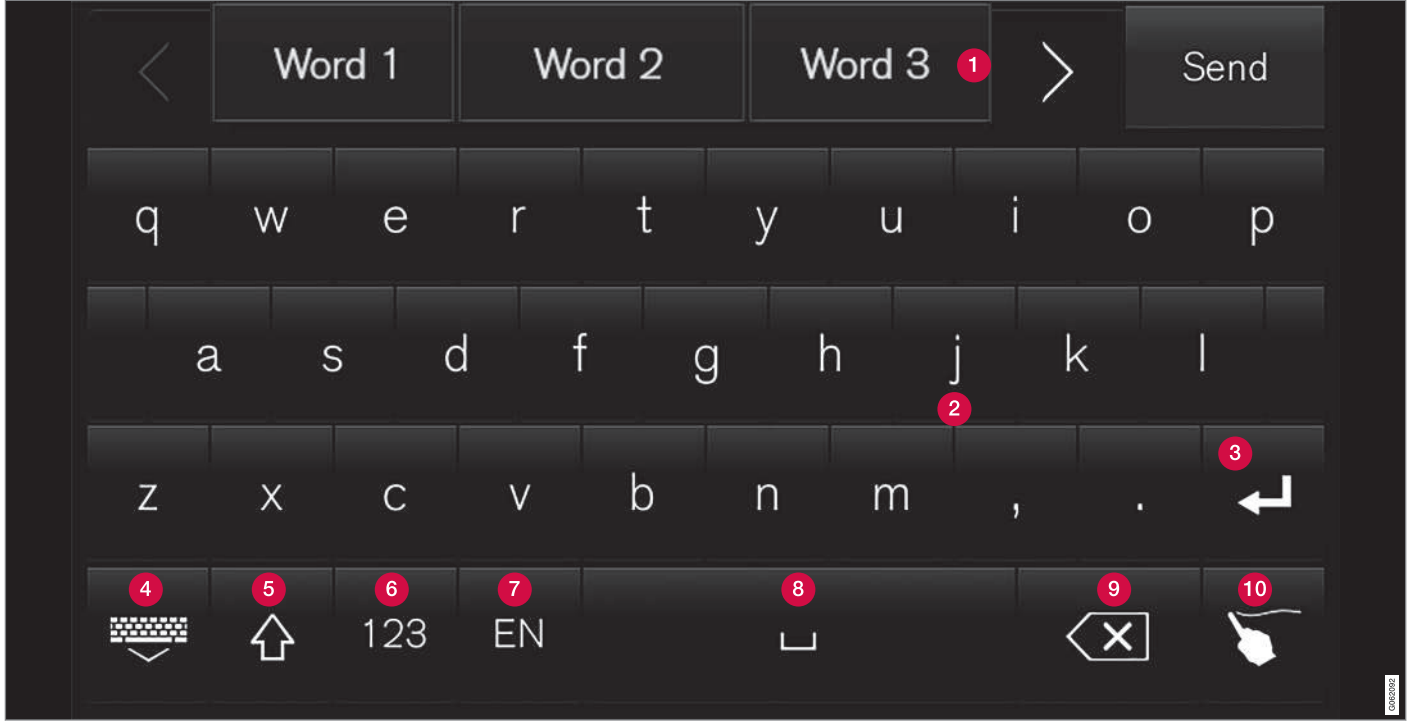 Word 1 Word 2 Word 3 1 Send
q w e r t y u i o p
a s d f g h j k l
2
3
z x c v b n m , .
4 5 6 7 8 9 10
123 EN
G062092